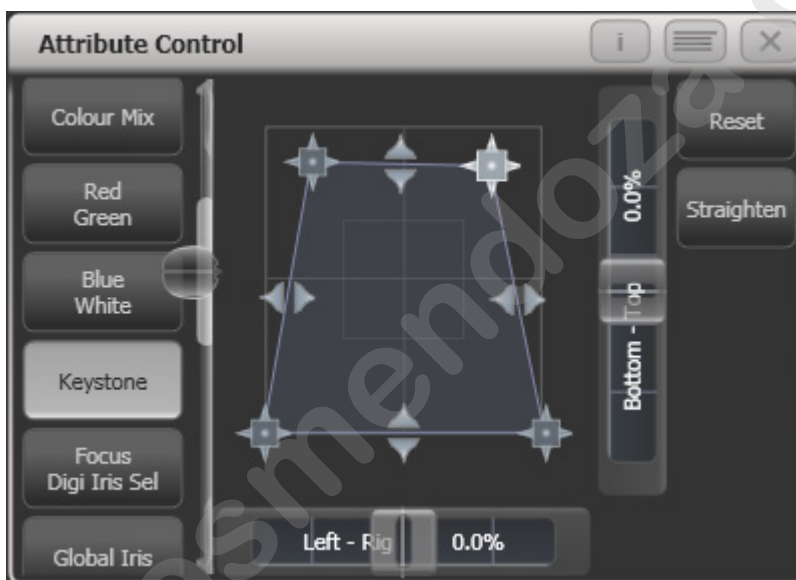 Attribute Control
i
Colour Mix
Red
Green
Blue
White
Keystone
Focus
Digi Iris Sel
Global Iris
Reset
Straighten
0.0%
Bottom - Top
Left - Rig
0.0%